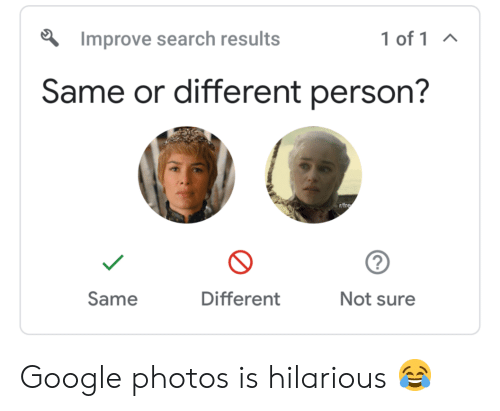 Improve search results 1 of 1
Same or different person?
Same Different Not sure
Google photos is hilarious 😂